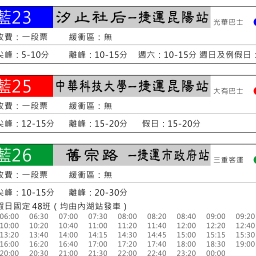 藍23 汐止社后─捷運昆陽站 光華巴士
收費：一段票 緩衝區：無
尖峰：5-10分 離峰：10-15分 週六：10-15分 週日及例假日：
藍25 中華科技大學─捷運昆陽站 大有巴士
收費：一段票 緩衝區：無
尖峰：12-15分 離峰：15-20分 假日：15-20分
藍26 舊宗路 ─捷運市政府站 三重客運
收費：一段票 緩衝區：無
尖峰：10-15分 離峰：20-30分
假日固定48班（均由內湖站發車）
06:00 06:30 07:00 07:30 08:00 08:20 08:40 09:00 09:20
10:00 10:20 10:40 11:00 11:20 11:40 12:00 12:20 12:40
13:20 13:40 14:00 14:15 14:30 14:45 15:00 15:15 15:30
16:00 16:20 16:40 17:00 17:20 17:40 18:00 18:30 19:00
20:00 20:30 21:00 21:30 22:00 22:40 23:20 00:00